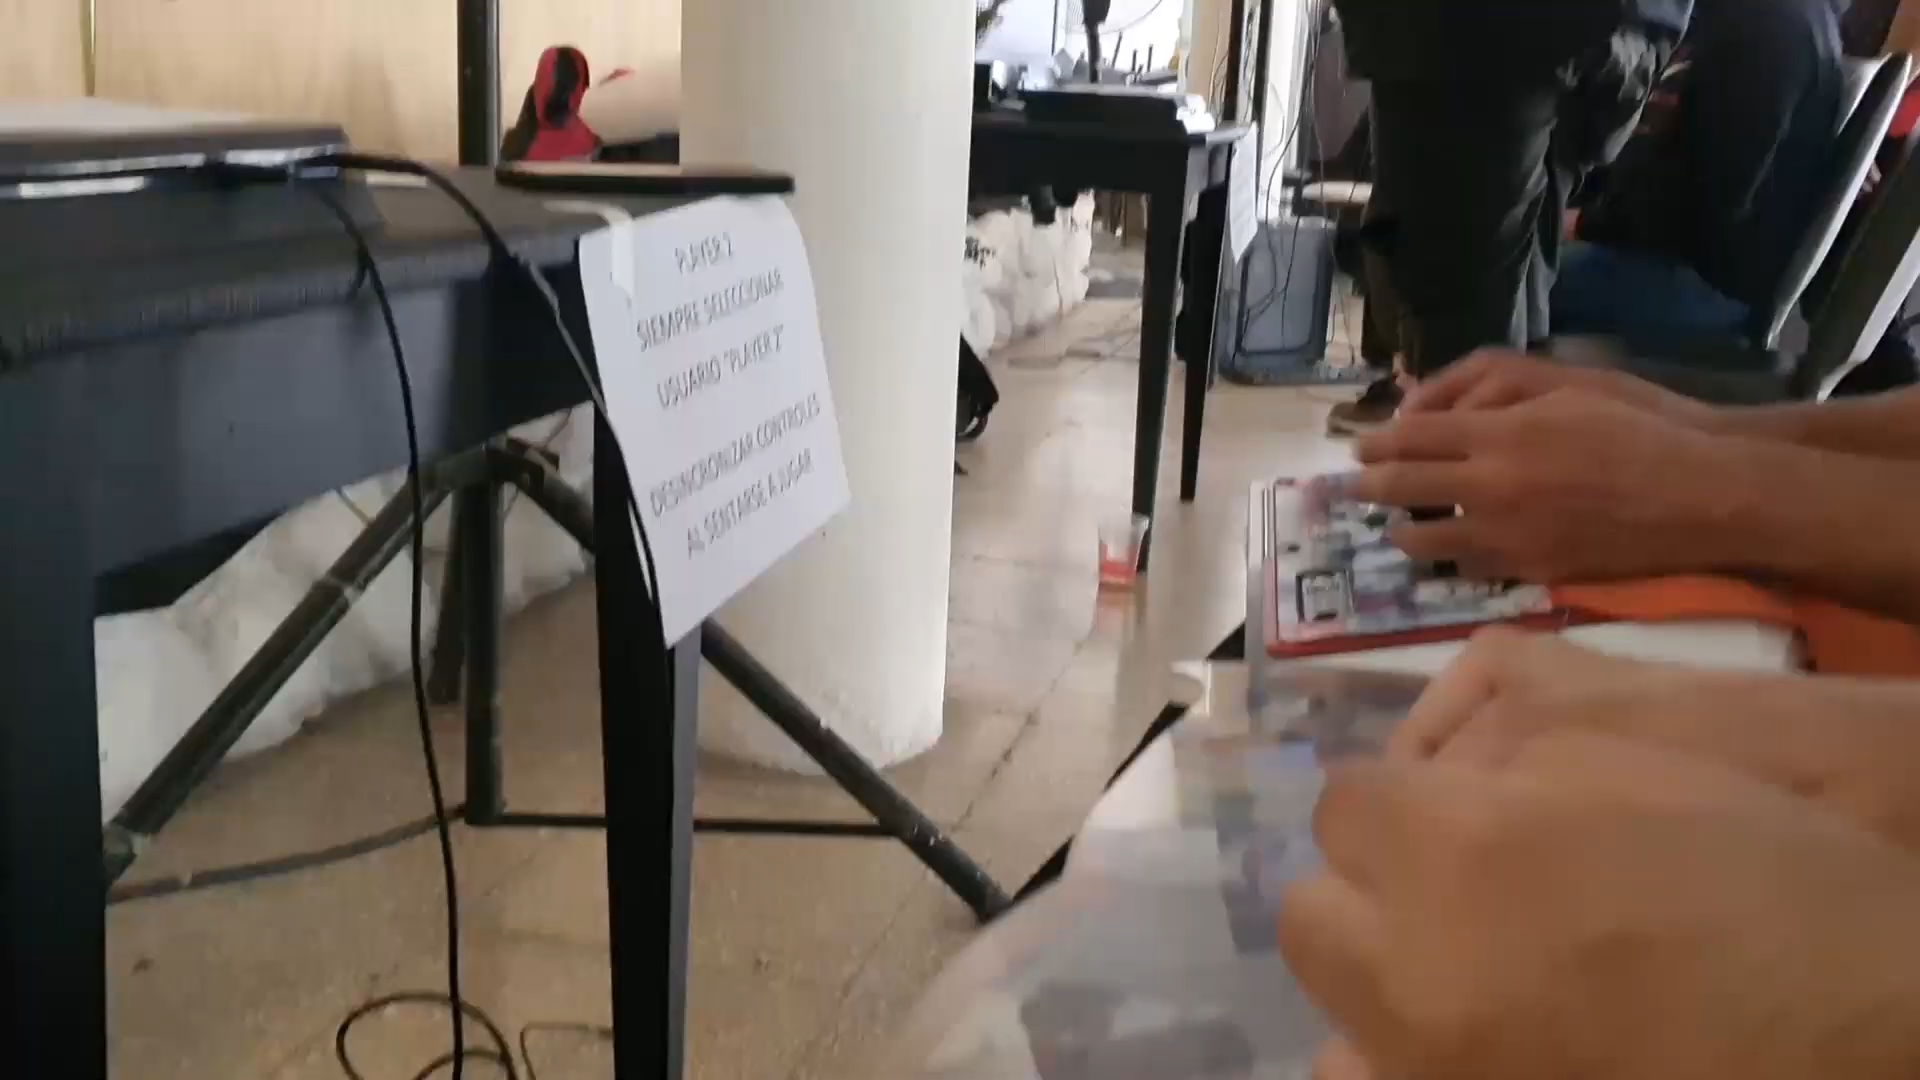 PLAYER 2
SIEMPRE SELECCIONAR
USUARIO "PLAYER 2"
DESINCRONIZAR CONTROLES
AL SENTARSE A JUGAR